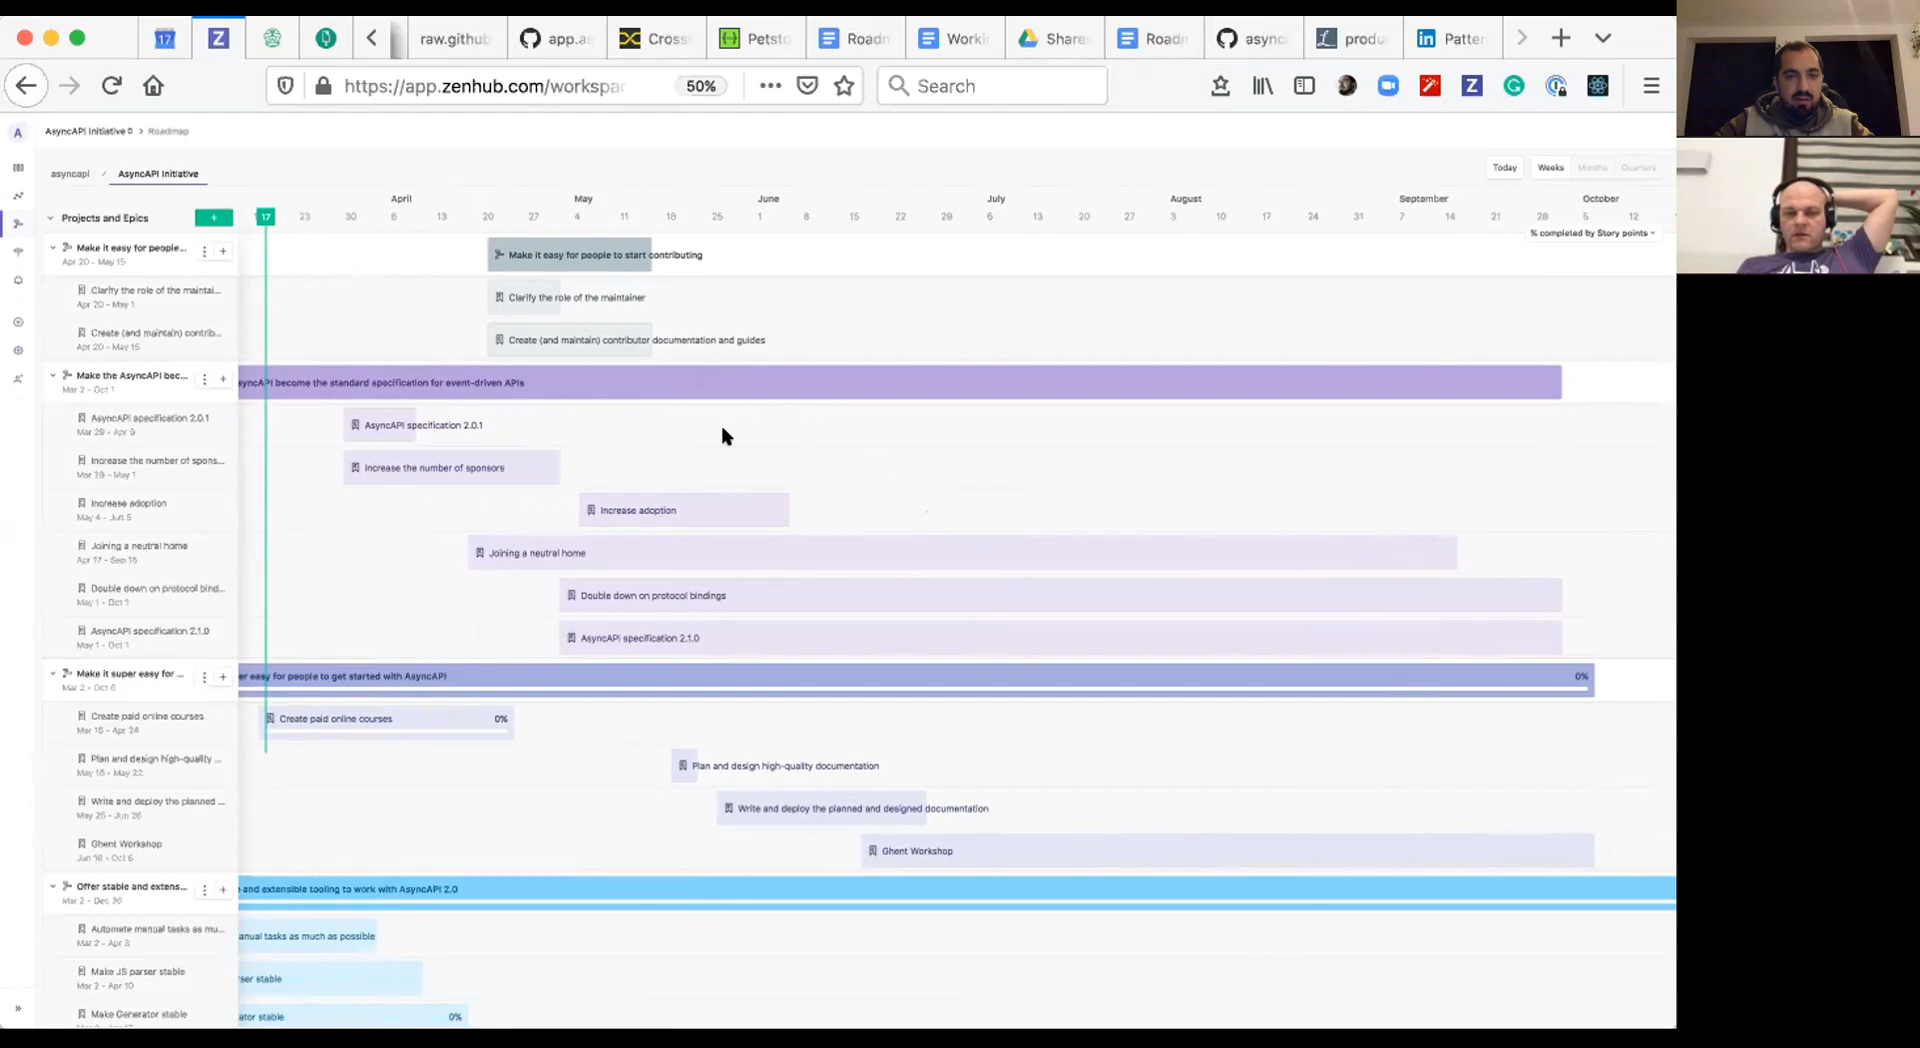 17
Z
raw.githu
app.a
Cross
Petst
Roadn
Workin
Share
Roadn
async
produ
in
Patter
https://app.zenhub.com/workspa
50%
Search
A
AsyncAPI Initiative
Roadmap
asyncapi / AsyncAPI Initiative
Today
Weeks
Months
Quarters
April
May
June
July
August
September
October
Projects and Epics
+
17
23
30
6
13
20
27
4
11
18
25
1
8
15
22
29
6
13
20
27
3
10
17
24
31
7
14
21
28
5
12
% completed by Story points
Make it easy for people...
Apr 20 - May 15
Make it easy for people to start contributing
Clarify the role of the maintai...
Apr 20 - May 1
Clarify the role of the maintainer
Create (and maintain) contrib...
Apr 20 - May 15
Create (and maintain) contributor documentation and guides
Make the AsyncAPI bec...
Mar 2 - Oct 1
syncAPI become the standard specification for event-driven APIs
AsyncAPI specification 2.0.1
Mar 29 - Apr 9
AsyncAPI specification 2.0.1
Increase the number of spons...
Mar 29 - May 1
Increase the number of sponsors
Increase adoption
May 4 - Jun 5
Increase adoption
Joining a neutral home
Apr 17 - Sep 15
Joining a neutral home
Double down on protocol bind...
May 1 - Oct 1
Double down on protocol bindings
AsyncAPI specification 2.1.0
May 1 - Oct 1
AsyncAPI specification 2.1.0
Make it super easy for ...
Mar 2 - Oct 6
er easy for people to get started with AsyncAPI
0%
Create paid online courses
Mar 16 - Apr 24
Create paid online courses
0%
Plan and design high-quality ...
May 18 - May 22
Plan and design high-quality documentation
Write and deploy the planned ...
May 25 - Jun 26
Write and deploy the planned and designed documentation
Ghent Workshop
Jun 16 - Oct 6
Ghent Workshop
Offer stable and extens...
Mar 2 - Dec 30
and extensible tooling to work with AsyncAPI 2.0
Automate manual tasks as mu...
Mar 2 - Apr 3
anual tasks as much as possible
Make JS parser stable
Mar 2 - Apr 10
ser stable
Make Generator stable
ator stable
0%